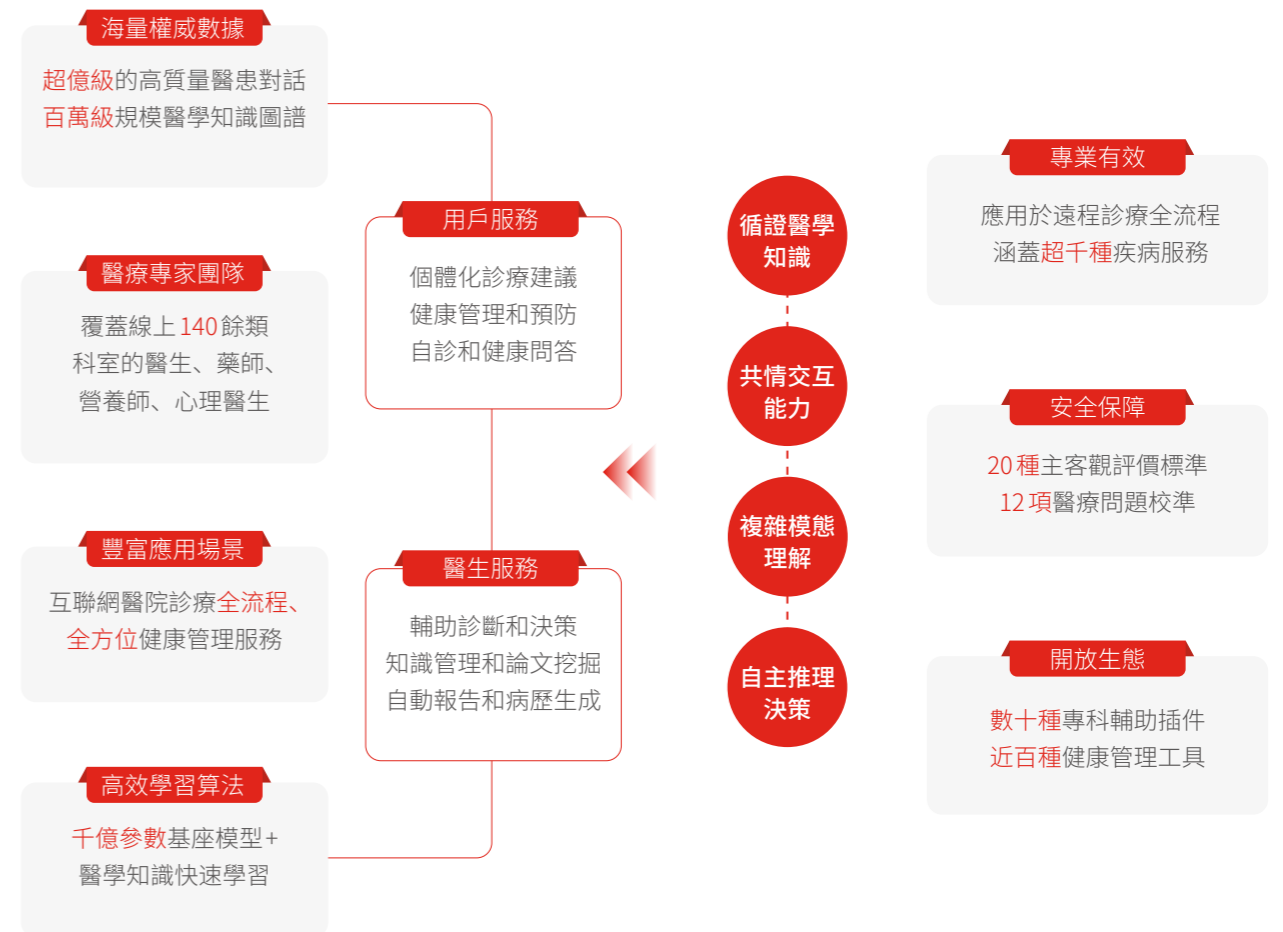 海量權威數據
超億級的高質量醫患對話
百萬級規模醫學知識圖譜
醫療專家團隊
覆蓋線上140餘類
科室的醫生、藥師、
營養師、心理醫生
豐富應用場景
互聯網醫院診療全流程、
全方位健康管理服務
高效學習算法
千億參數基座模型+
醫學知識快速學習
用戶服務
個體化診療建議
健康管理和預防
自診和健康問答
醫生服務
輔助診斷和決策
知識管理和論文挖掘
自動報告和病歷生成
循證醫學
知識
共情交互
能力
複雜模態
理解
自主推理
決策
專業有效
應用於遠程診療全流程
涵蓋超千種疾病服務
安全保障
20種主客觀評價標準
12項醫療問題校準
開放生態
數十種專科輔助插件
近百種健康管理工具